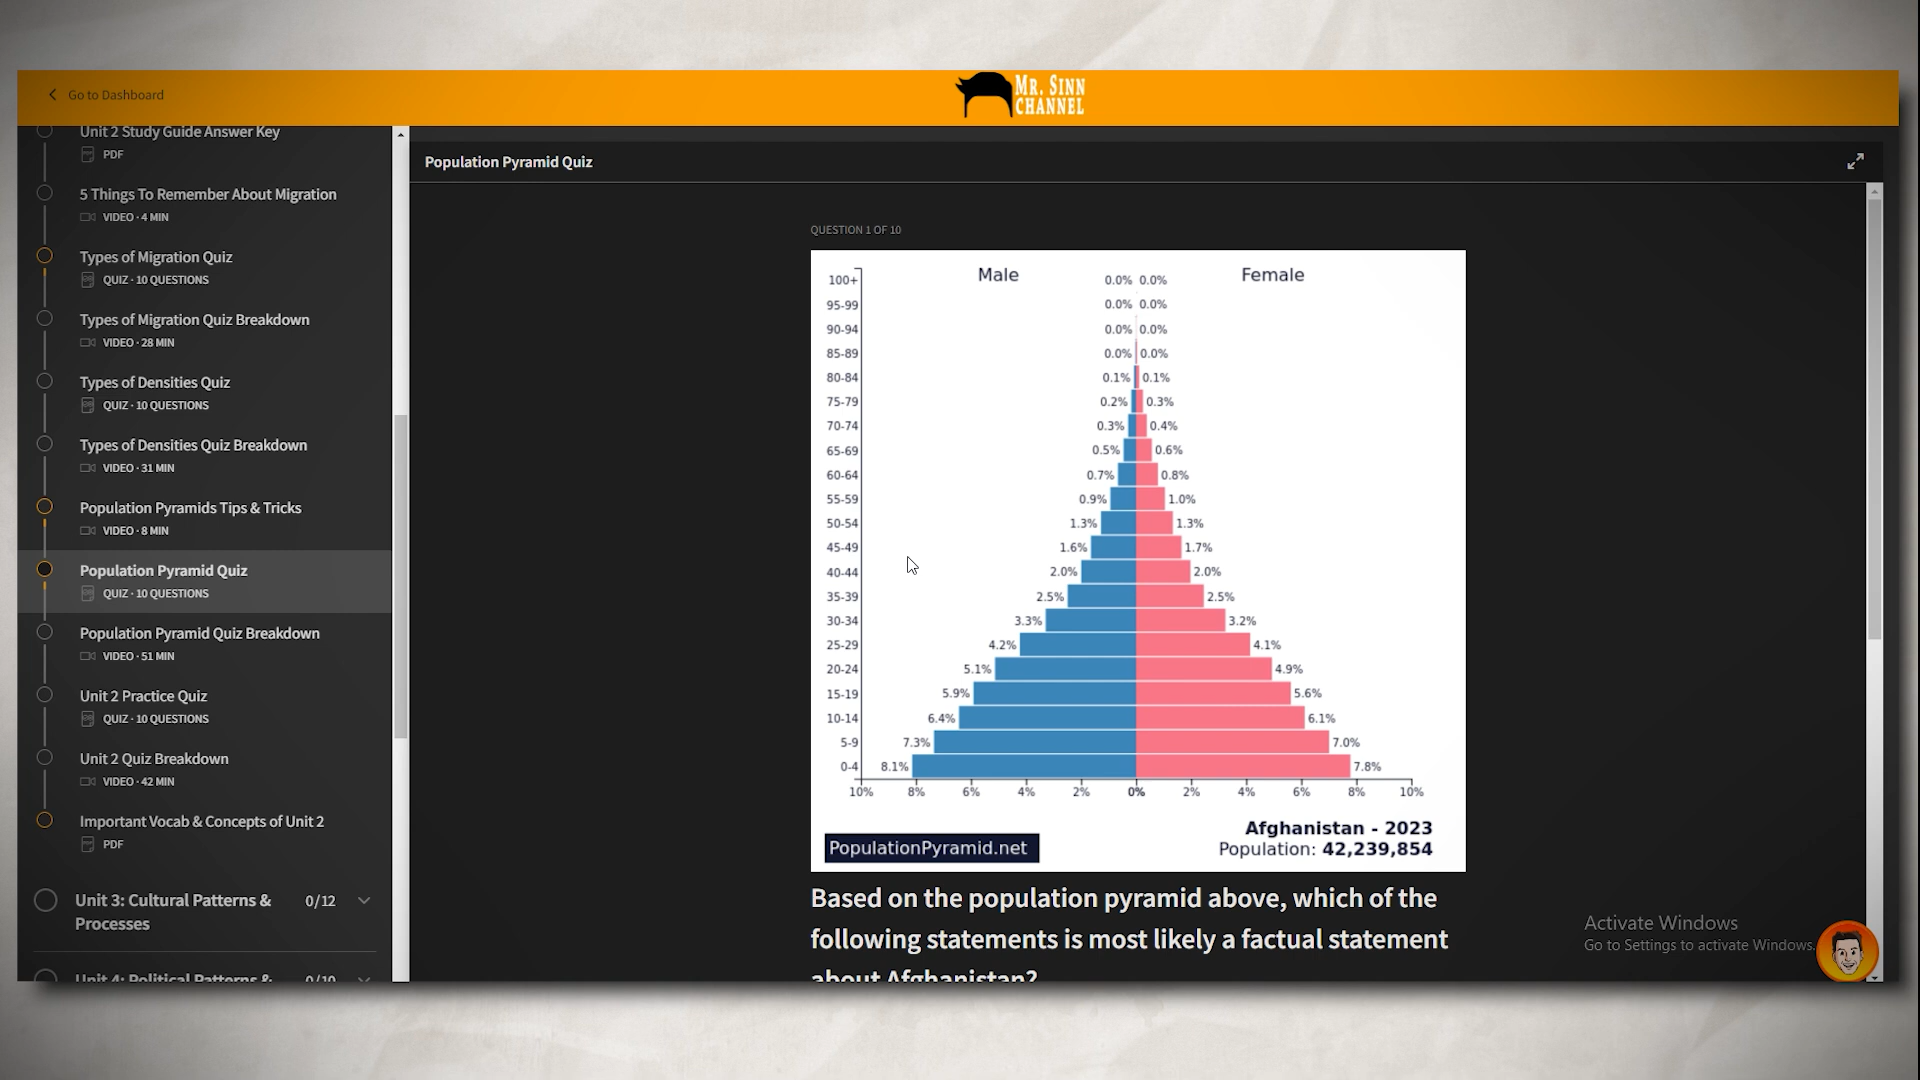 Go to Dashboard
MR. SINN
CHANNEL
Unit 2 Study Guide Answer Key
PDF
5 Things To Remember About Migration
VIDEO · 4 MIN
Types of Migration Quiz
QUIZ · 10 QUESTIONS
Types of Migration Quiz Breakdown
VIDEO · 28 MIN
Types of Densities Quiz
QUIZ · 10 QUESTIONS
Types of Densities Quiz Breakdown
VIDEO · 31 MIN
Population Pyramids Tips & Tricks
VIDEO · 8 MIN
Population Pyramid Quiz
QUIZ · 10 QUESTIONS
Population Pyramid Quiz Breakdown
VIDEO · 51 MIN
Unit 2 Practice Quiz
QUIZ · 10 QUESTIONS
Unit 2 Quiz Breakdown
VIDEO · 42 MIN
Important Vocab & Concepts of Unit 2
PDF
Unit 3: Cultural Patterns & 0/12
Processes
Unit 4: Political Patterns & 0/10
Population Pyramid Quiz
QUESTION 1 OF 10
Male Female
100+ 0.0% 0.0%
95-99 0.0% 0.0%
90-94 0.0% 0.0%
85-89 0.0% 0.0%
80-84 0.1% 0.1%
75-79 0.2% 0.3%
70-74 0.3% 0.4%
65-69 0.5% 0.6%
60-64 0.7% 0.8%
55-59 0.9% 1.0%
50-54 1.3% 1.3%
45-49 1.6% 1.7%
40-44 2.0% 2.0%
35-39 2.5% 2.5%
30-34 3.3% 3.2%
25-29 4.2% 4.1%
20-24 5.1% 4.9%
15-19 5.9% 5.6%
10-14 6.4% 6.1%
5-9 7.3% 7.0%
0-4 8.1% 7.8%
10% 8% 6% 4% 2% 0% 2% 4% 6% 8% 10%
Afghanistan - 2023
PopulationPyramid.net Population: 42,239,854
Based on the population pyramid above, which of the
following statements is most likely a factual statement
about Afghanistan?
Activate Windows
Go to Settings to activate Windows.